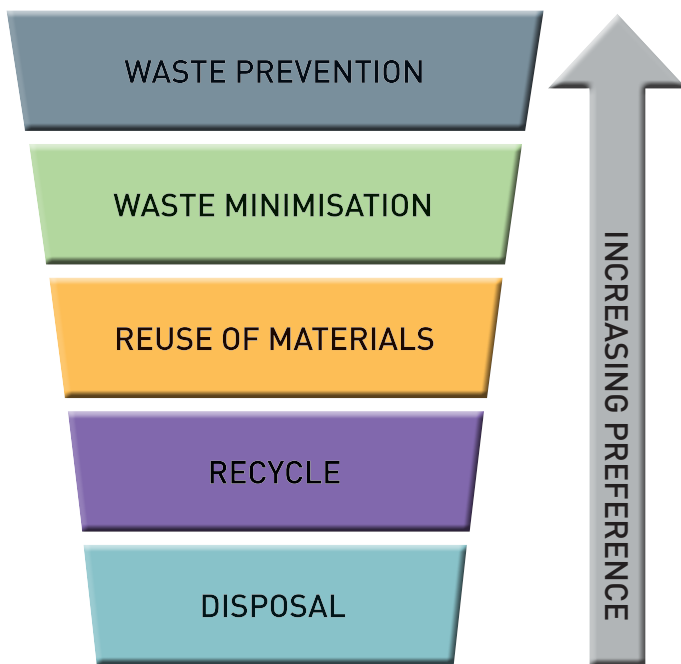 WASTE PREVENTION
WASTE MINIMISATION
REUSE OF MATERIALS
RECYCLE
DISPOSAL
INCREASING PREFERENCE